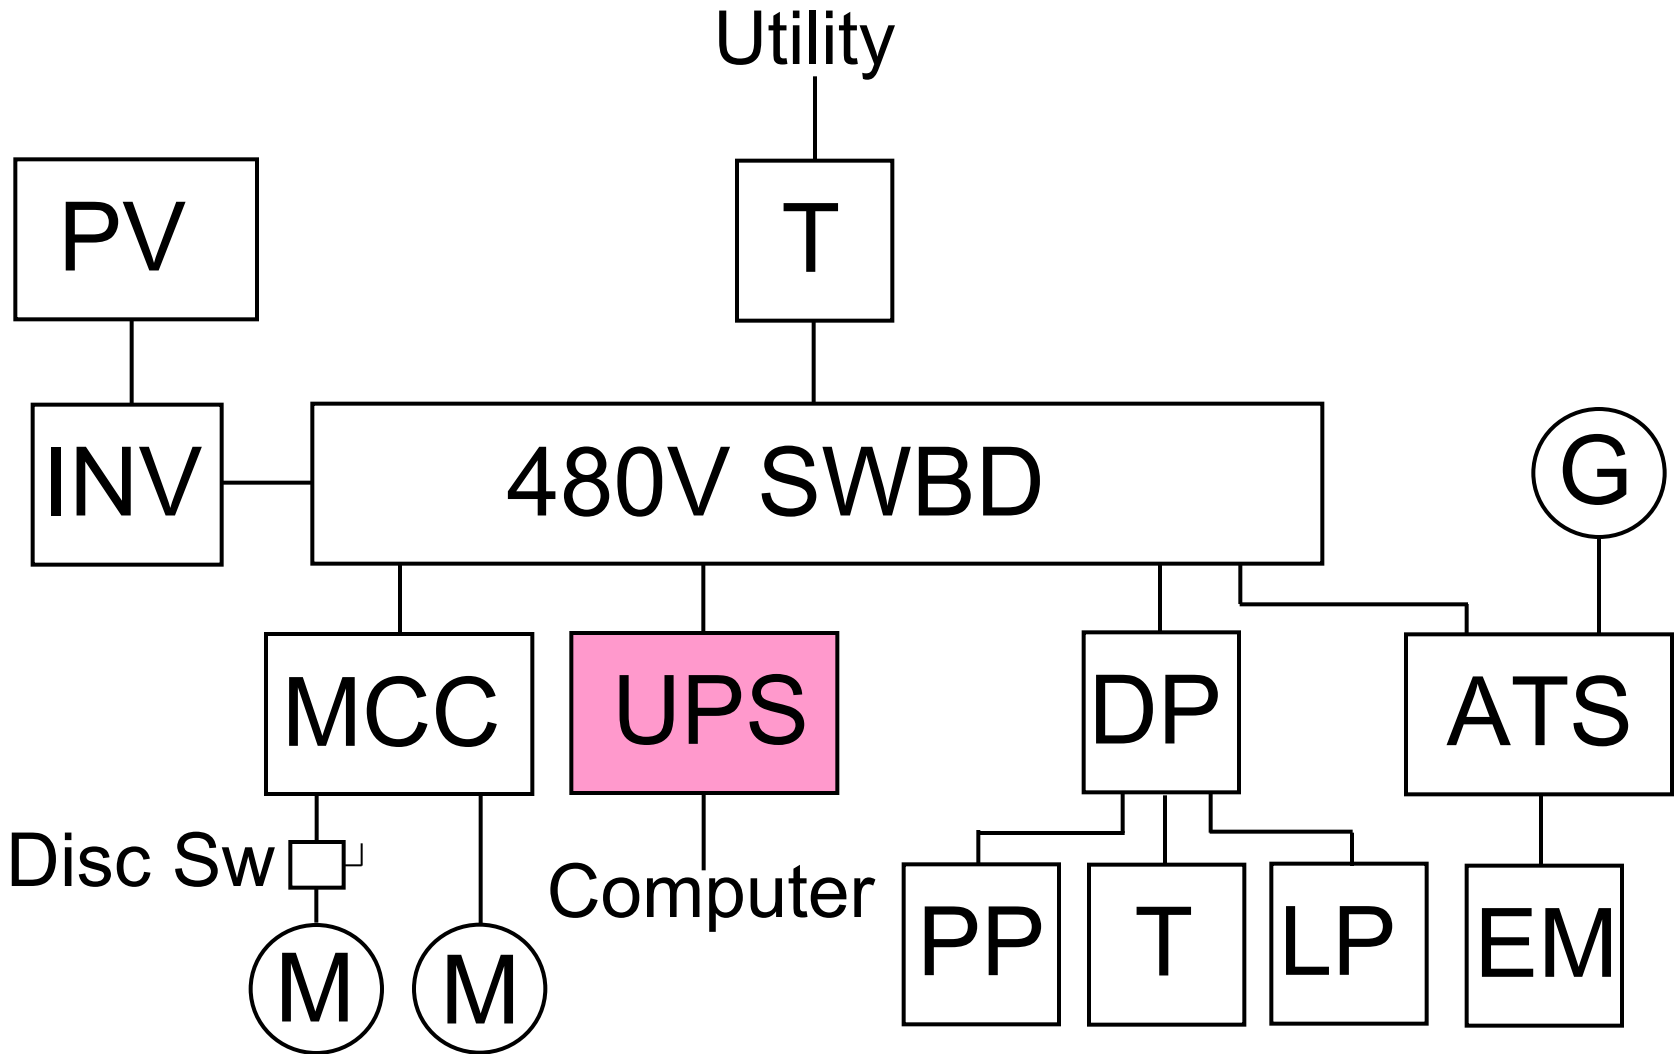 Utility
PV
T
INV
480V SWBD
G
MCC
UPS
DP
ATS
Disc Sw
Computer
PP
T
LP
EM
M
M